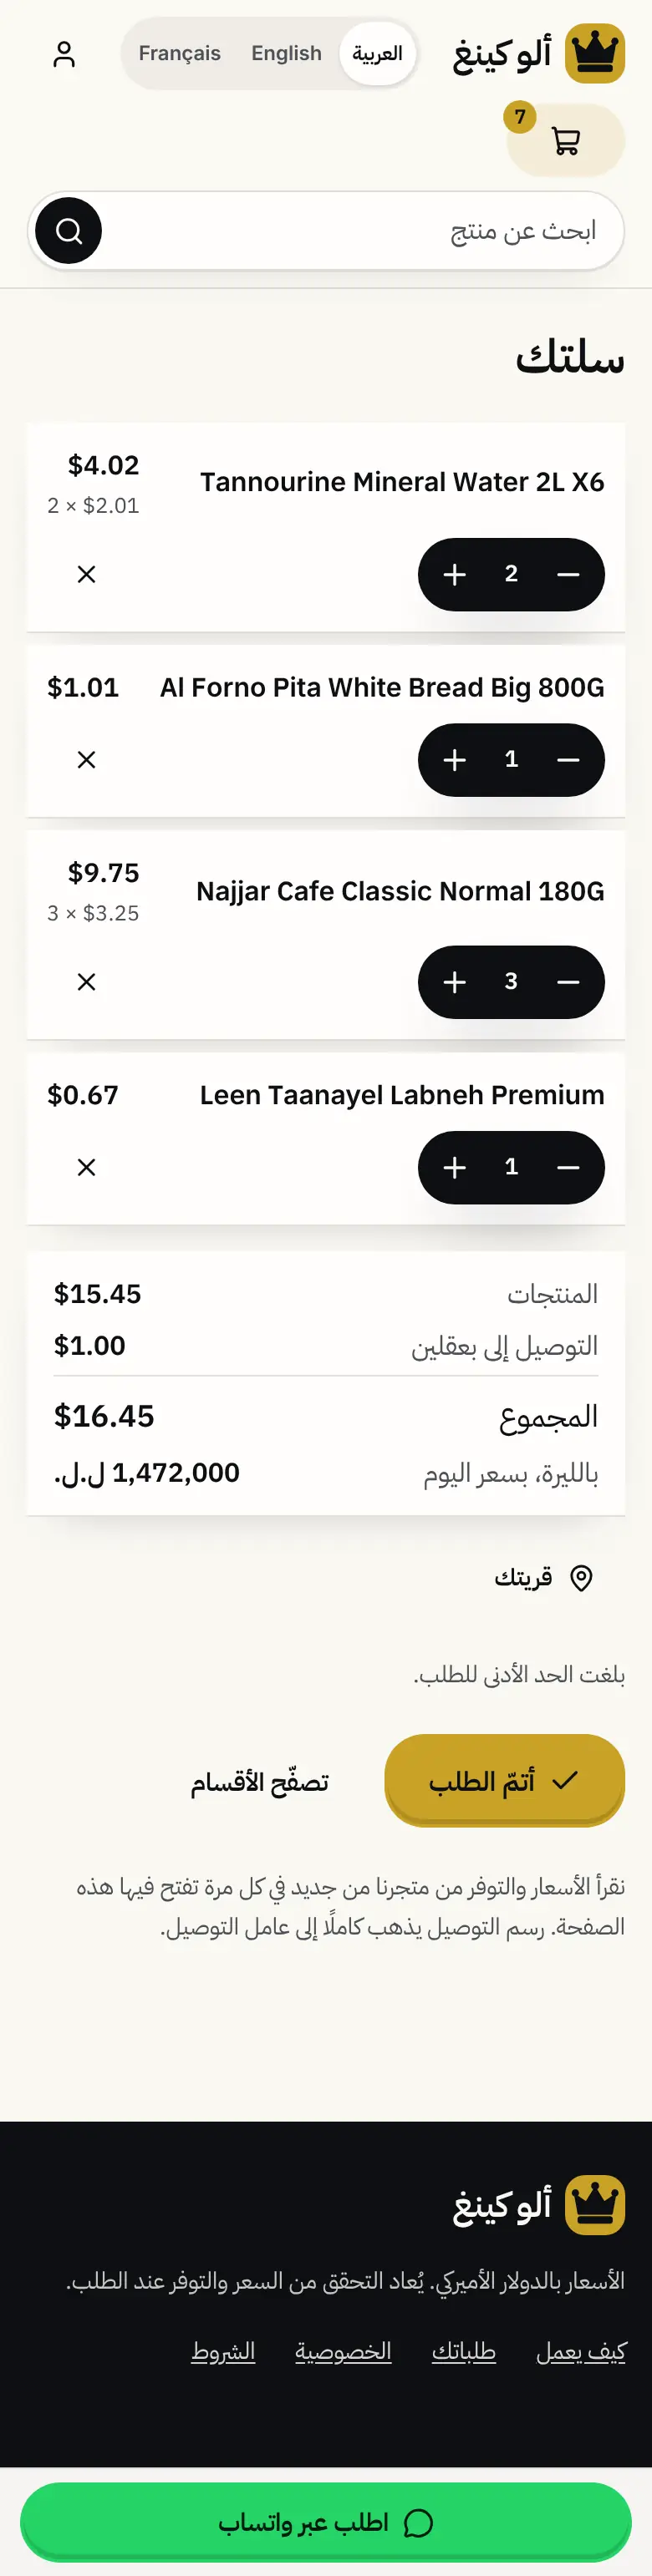 ألو كينغ
العربية English Français
7
ابحث عن منتج
سلتك
Tannourine Mineral Water 2L X6
$4.02
2 × $2.01
2
Al Forno Pita White Bread Big 800G
$1.01
1
Najjar Cafe Classic Normal 180G
$9.75
3 × $3.25
3
Leen Taanayel Labneh Premium
$0.67
1
المنتجات $15.45
التوصيل إلى بعقلين $1.00
المجموع $16.45
بالليرة، بسعر اليوم 1,472,000 ل.ل.
قريتك
بلغت الحد الأدنى للطلب.
أتمّ الطلب
تصفّح الأقسام
نقرأ الأسعار والتوفر من متجرنا من جديد في كل مرة تفتح فيها هذه
الصفحة. رسم التوصيل يذهب كاملًا إلى عامل التوصيل.
ألو كينغ
الأسعار بالدولار الأميركي. يُعاد التحقق من السعر والتوفر عند الطلب.
كيف يعمل طلباتك الخصوصية الشروط
اطلب عبر واتساب